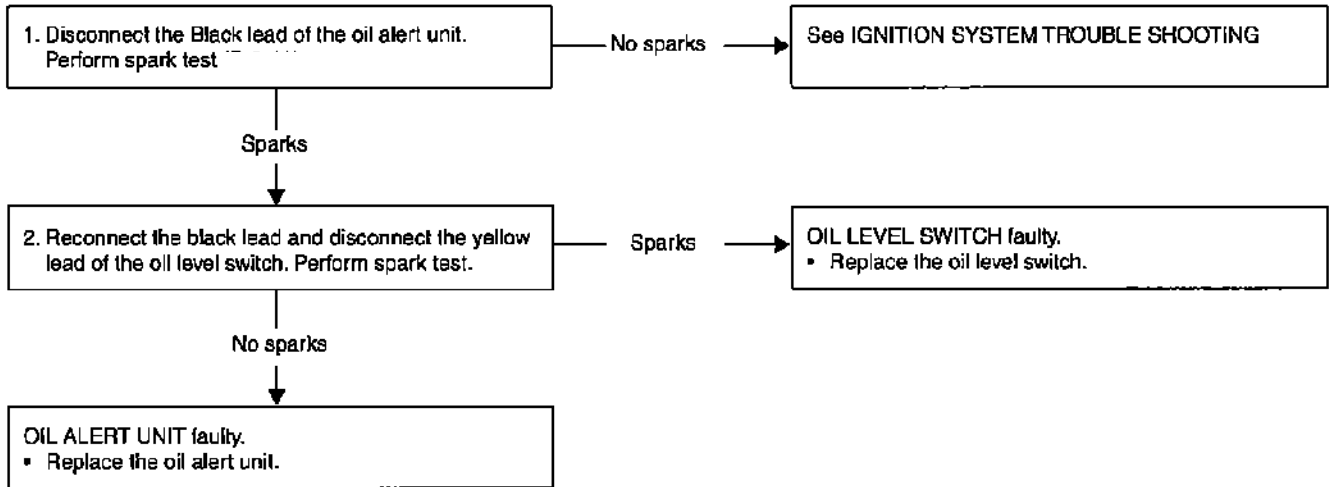 1. Disconnect the Black lead of the oil alert unit.
Perform spark test
No sparks
See IGNITION SYSTEM TROUBLE SHOOTING
Sparks
2. Reconnect the black lead and disconnect the yellow
lead of the oil level switch. Perform spark test.
Sparks
OIL LEVEL SWITCH faulty.
• Replace the oil level switch.
No sparks
OIL ALERT UNIT faulty.
• Replace the oil alert unit.